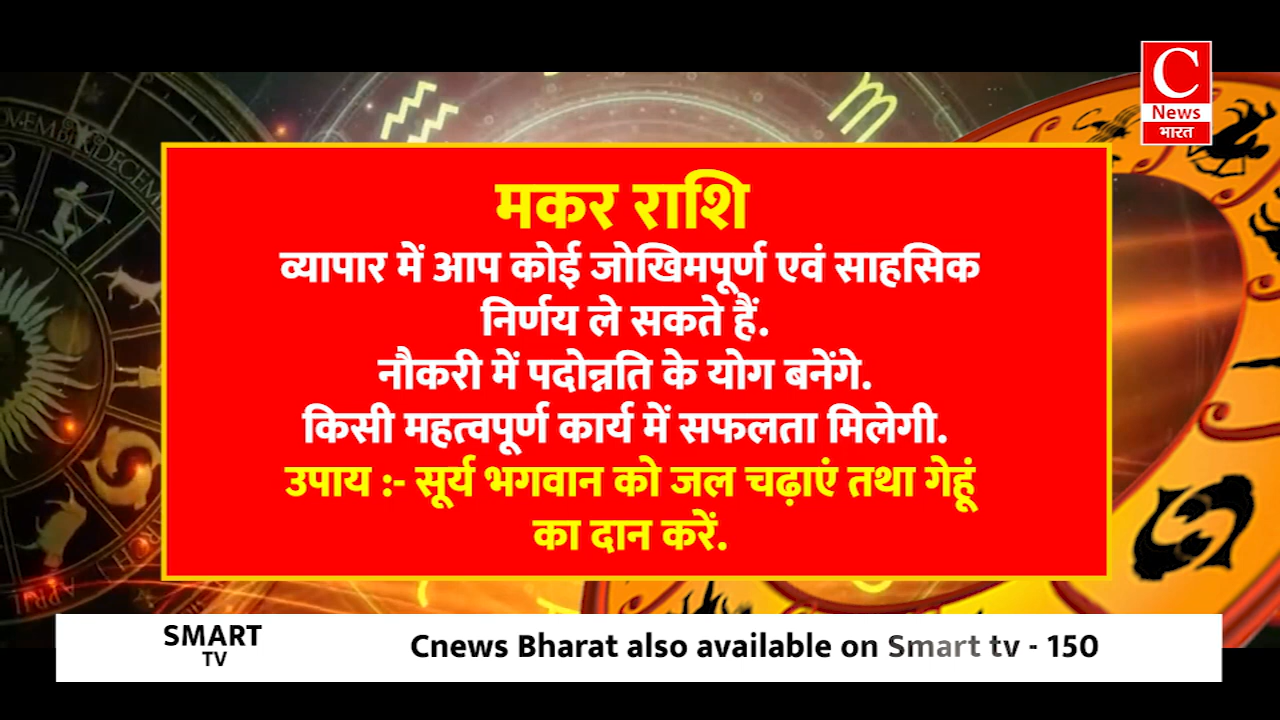 C
News
भारत
मकर राशि
व्यापार में आप कोई जोखिमपूर्ण एवं साहसिक
निर्णय ले सकते हैं.
नौकरी में पदोन्नति के योग बनेंगे.
किसी महत्वपूर्ण कार्य में सफलता मिलेगी.
उपाय :- सूर्य भगवान को जल चढ़ाएं तथा गेहूं
का दान करें.
SMART
TV
Cnews Bharat also available on Smart tv - 150